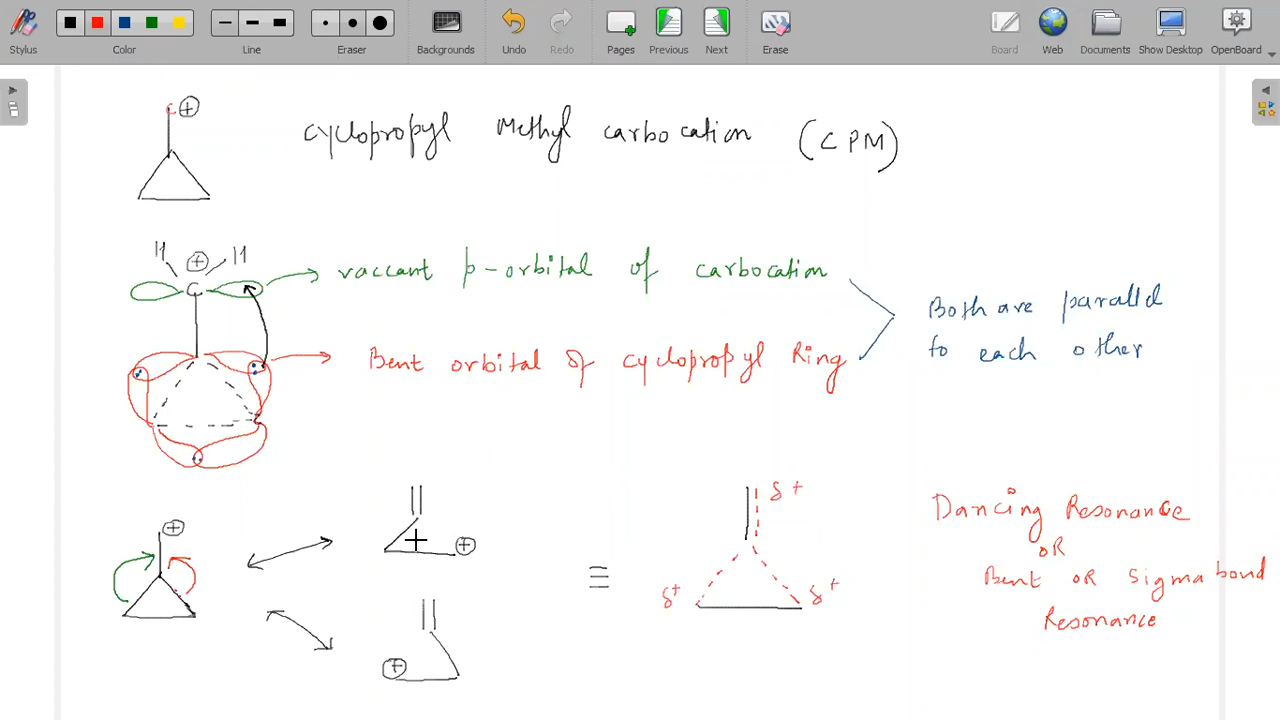 Stylus
Color
Line
Eraser
Backgrounds
Undo
Redo
Pages
Previous
Next
Erase
Board
Web
Documents
Show Desktop
OpenBoard
C ⊕
cyclopropyl Methyl carbocation (CPM)
H ⊕ H
C
vaccant p-orbital of carbocation
Bent orbital of cyclopropyl Ring
Both are parallel
to each other
⊕
⊕
⊕
≡
δ+
δ+ δ+
Dancing Resonance
OR
Bent OR Sigma bond
Resonance